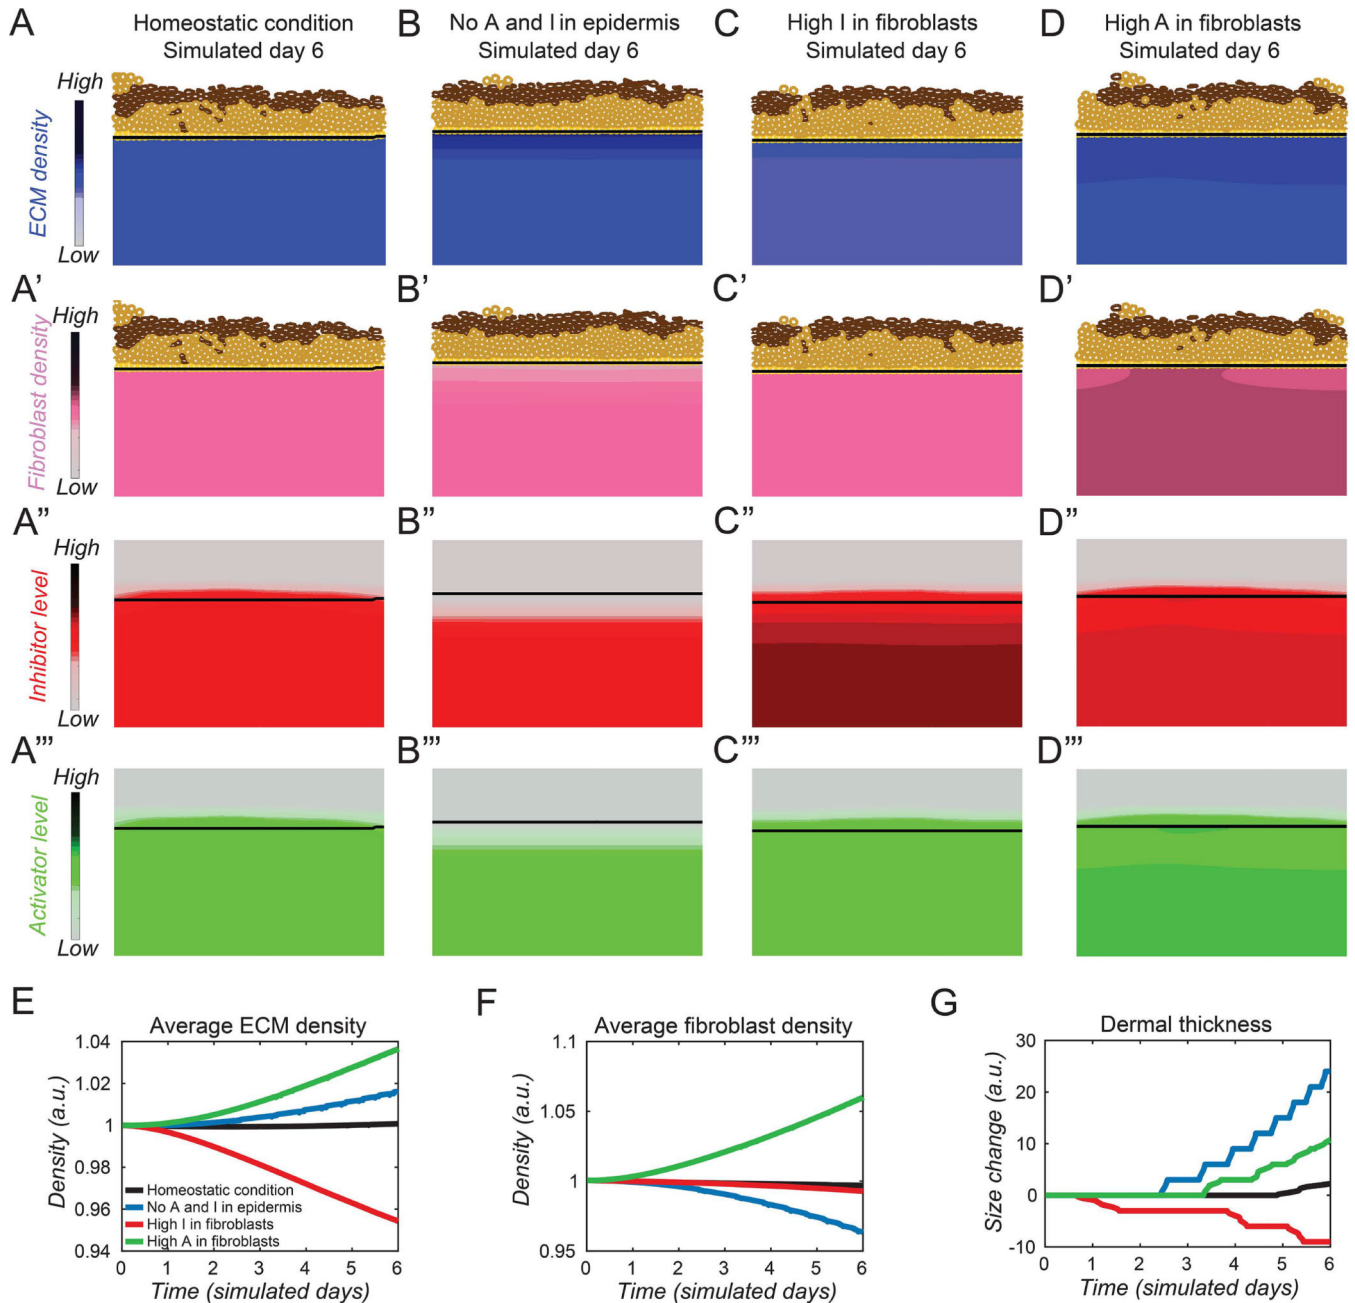 A
Homeostatic condition
Simulated day 6
B
No A and I in epidermis
Simulated day 6
C
High I in fibroblasts
Simulated day 6
D
High A in fibroblasts
Simulated day 6
High
ECM density
Low
A’
B’
C’
D’
High
Fibroblast density
Low
A’’
B’’
C’’
D’’
High
Inhibitor level
Low
A’’’
B’’’
C’’’
D’’’
High
Activator level
Low
E
Average ECM density
1.04
1.02
1
0.98
0.96
0.94
Density (a.u.)
Homeostatic condition
No A and I in epidermis
High I in fibroblasts
High A in fibroblasts
0 1 2 3 4 5 6
Time (simulated days)
F
Average fibroblast density
1.1
1.05
1
0.95
Density (a.u.)
0 1 2 3 4 5 6
Time (simulated days)
G
Dermal thickness
30
20
10
0
-10
Size change (a.u.)
0 1 2 3 4 5 6
Time (simulated days)